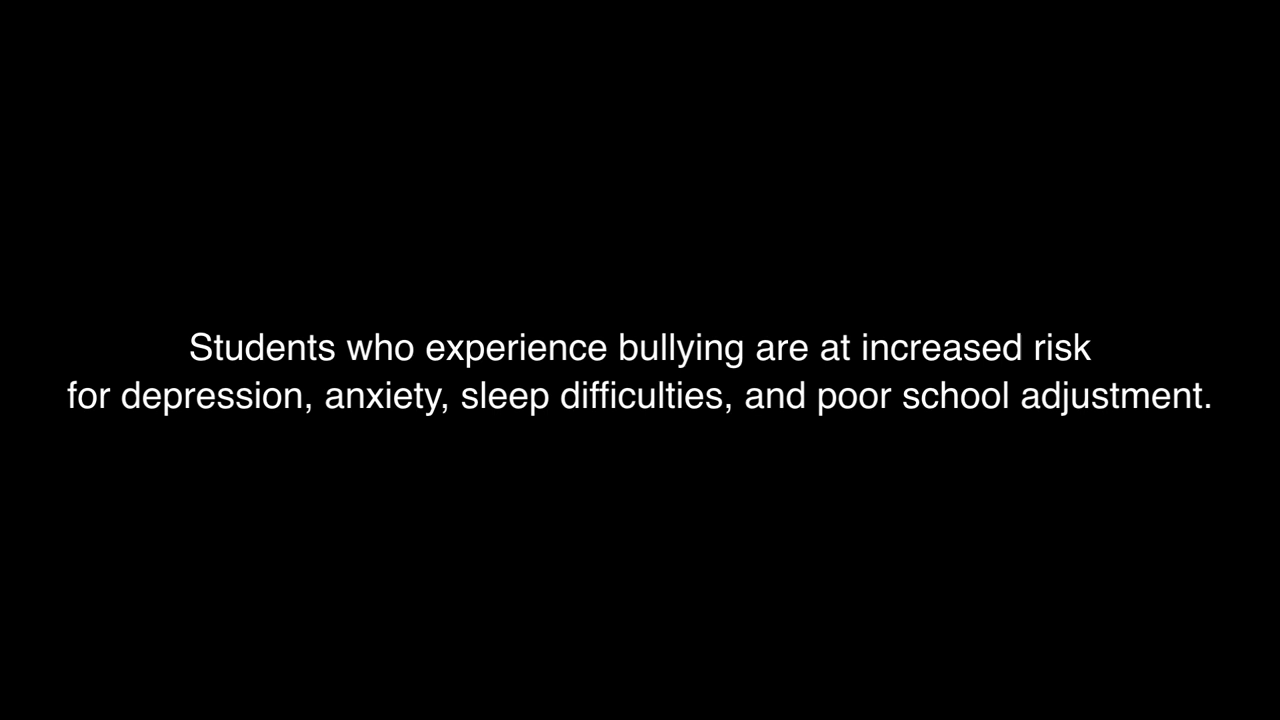 Students who experience bullying are at increased risk
for depression, anxiety, sleep difficulties, and poor school adjustment.